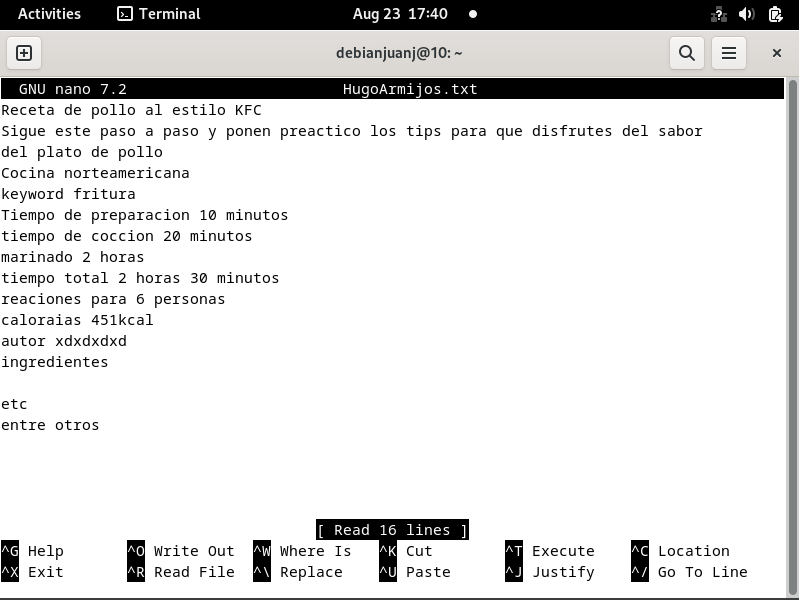 Activities Terminal Aug 23 17:40
debianjuanj@10: ~
GNU nano 7.2 HugoArmijos.txt
Receta de pollo al estilo KFC
Sigue este paso a paso y ponen preactico los tips para que disfrutes del sabor
del plato de pollo
Cocina norteamericana
keyword fritura
Tiempo de preparacion 10 minutos
tiempo de coccion 20 minutos
marinado 2 horas
tiempo total 2 horas 30 minutos
reaciones para 6 personas
caloraias 451kcal
autor xdxdxdxd
ingredientes
etc
entre otros
[ Read 16 lines ]
^G Help ^O Write Out ^W Where Is ^K Cut ^T Execute ^C Location
^X Exit ^R Read File ^\ Replace ^U Paste ^J Justify ^/ Go To Line